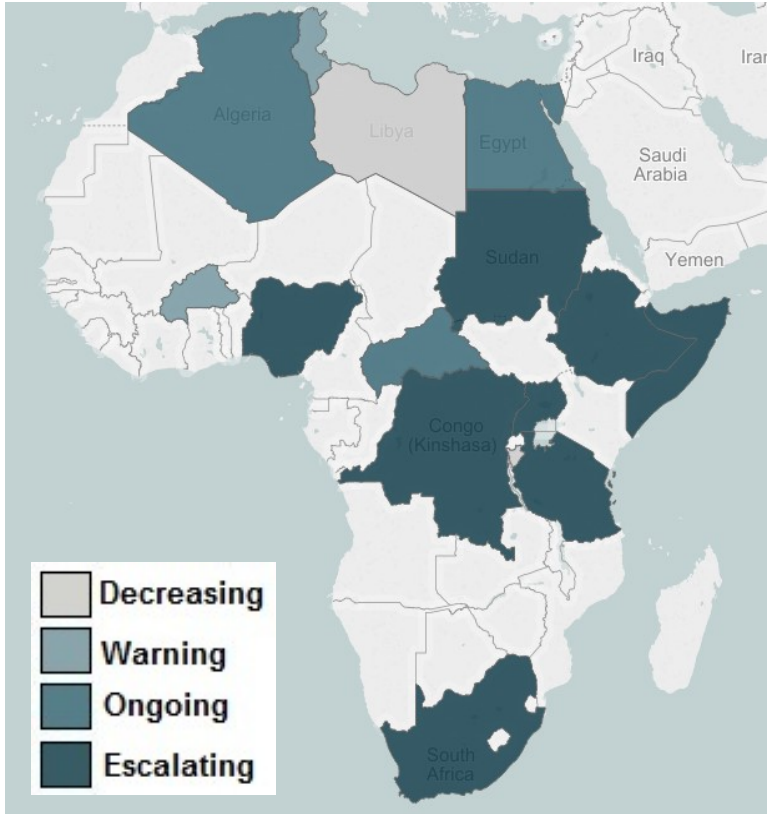 Iraq
Iran
Algeria
Libya
Egypt
Saudi
Arabia
Sudan
Yemen
Congo
(Kinshasa)
Decreasing
Warning
Ongoing
Escalating
South
Africa